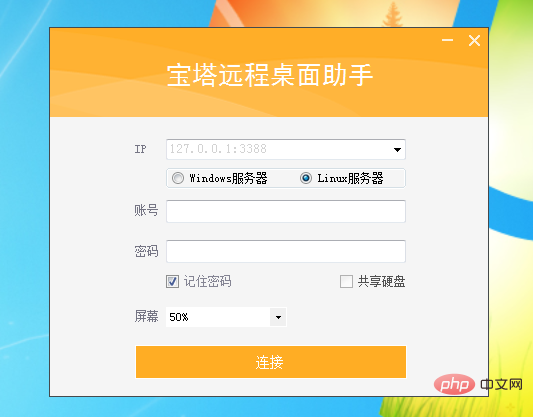 宝塔远程桌面助手
IP 127.0.0.1:3388
Windows服务器 Linux服务器
账号
密码
记住密码 共享硬盘
屏幕 50%
连接
php 中文网